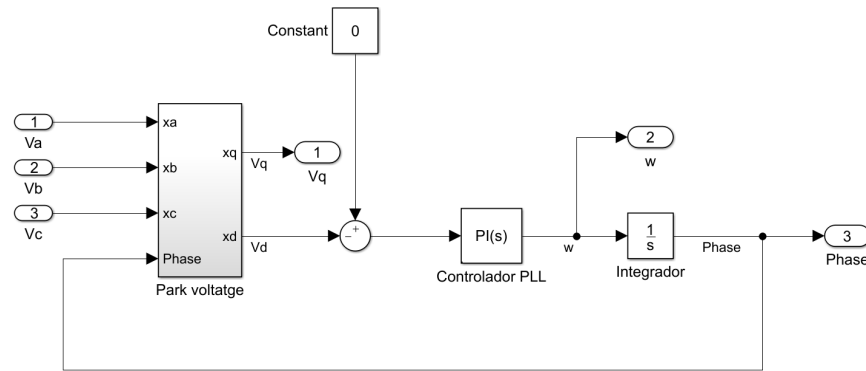 Constant
0
1
Va
2
Vb
3
Vc
xa
xb
xc
Phase
xq
xd
Park voltatge
Vq
1
Vq
Vd
+
−
PI(s)
Controlador PLL
w
2
w
1
s
Integrador
Phase
3
Phase